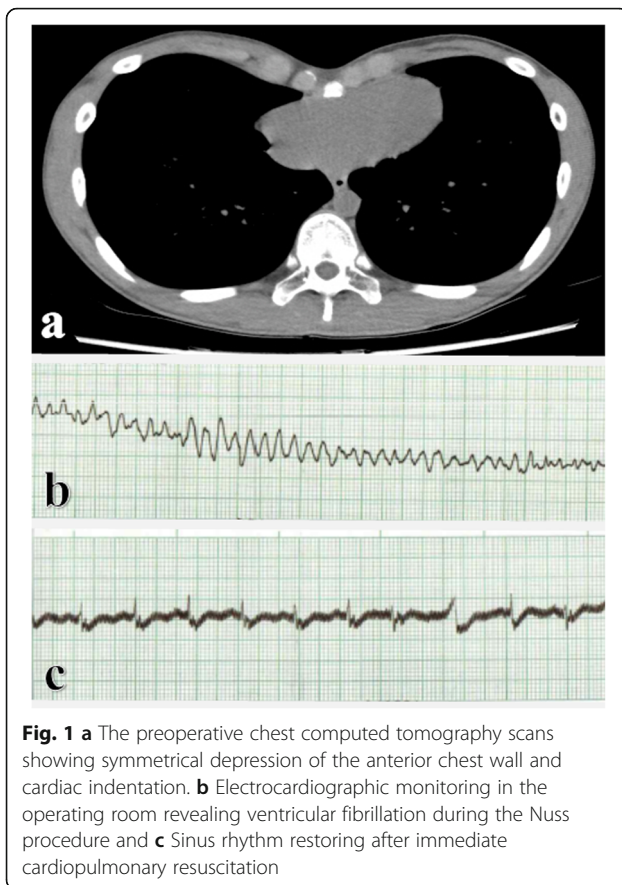 a
b
c
Fig. 1 a The preoperative chest computed tomography scans
showing symmetrical depression of the anterior chest wall and
cardiac indentation. b Electrocardiographic monitoring in the
operating room revealing ventricular fibrillation during the Nuss
procedure and c Sinus rhythm restoring after immediate
cardiopulmonary resuscitation